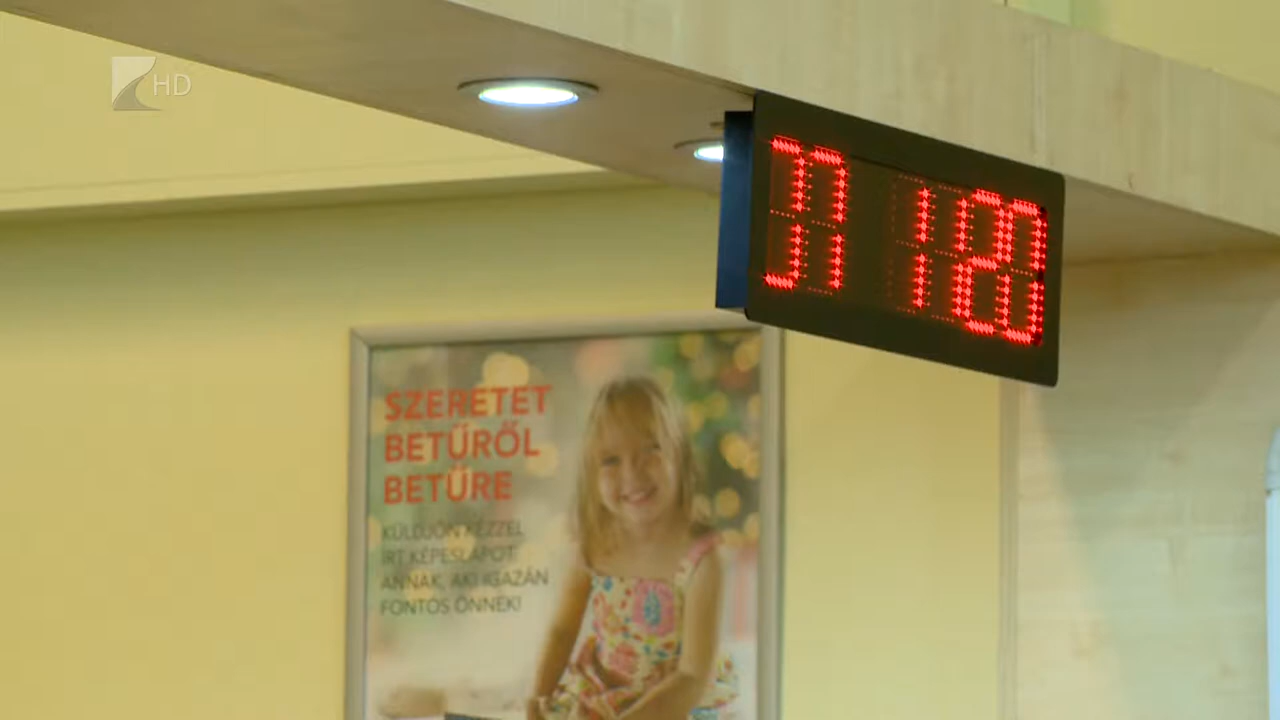 HD
SZERETET
BETŰRŐL
BETŰRE
KÜLDJÖN KÉZZEL
ÍRT KÉPESLAPOT
ANNAK, AKI IGAZÁN
FONTOS ÖNNEK!